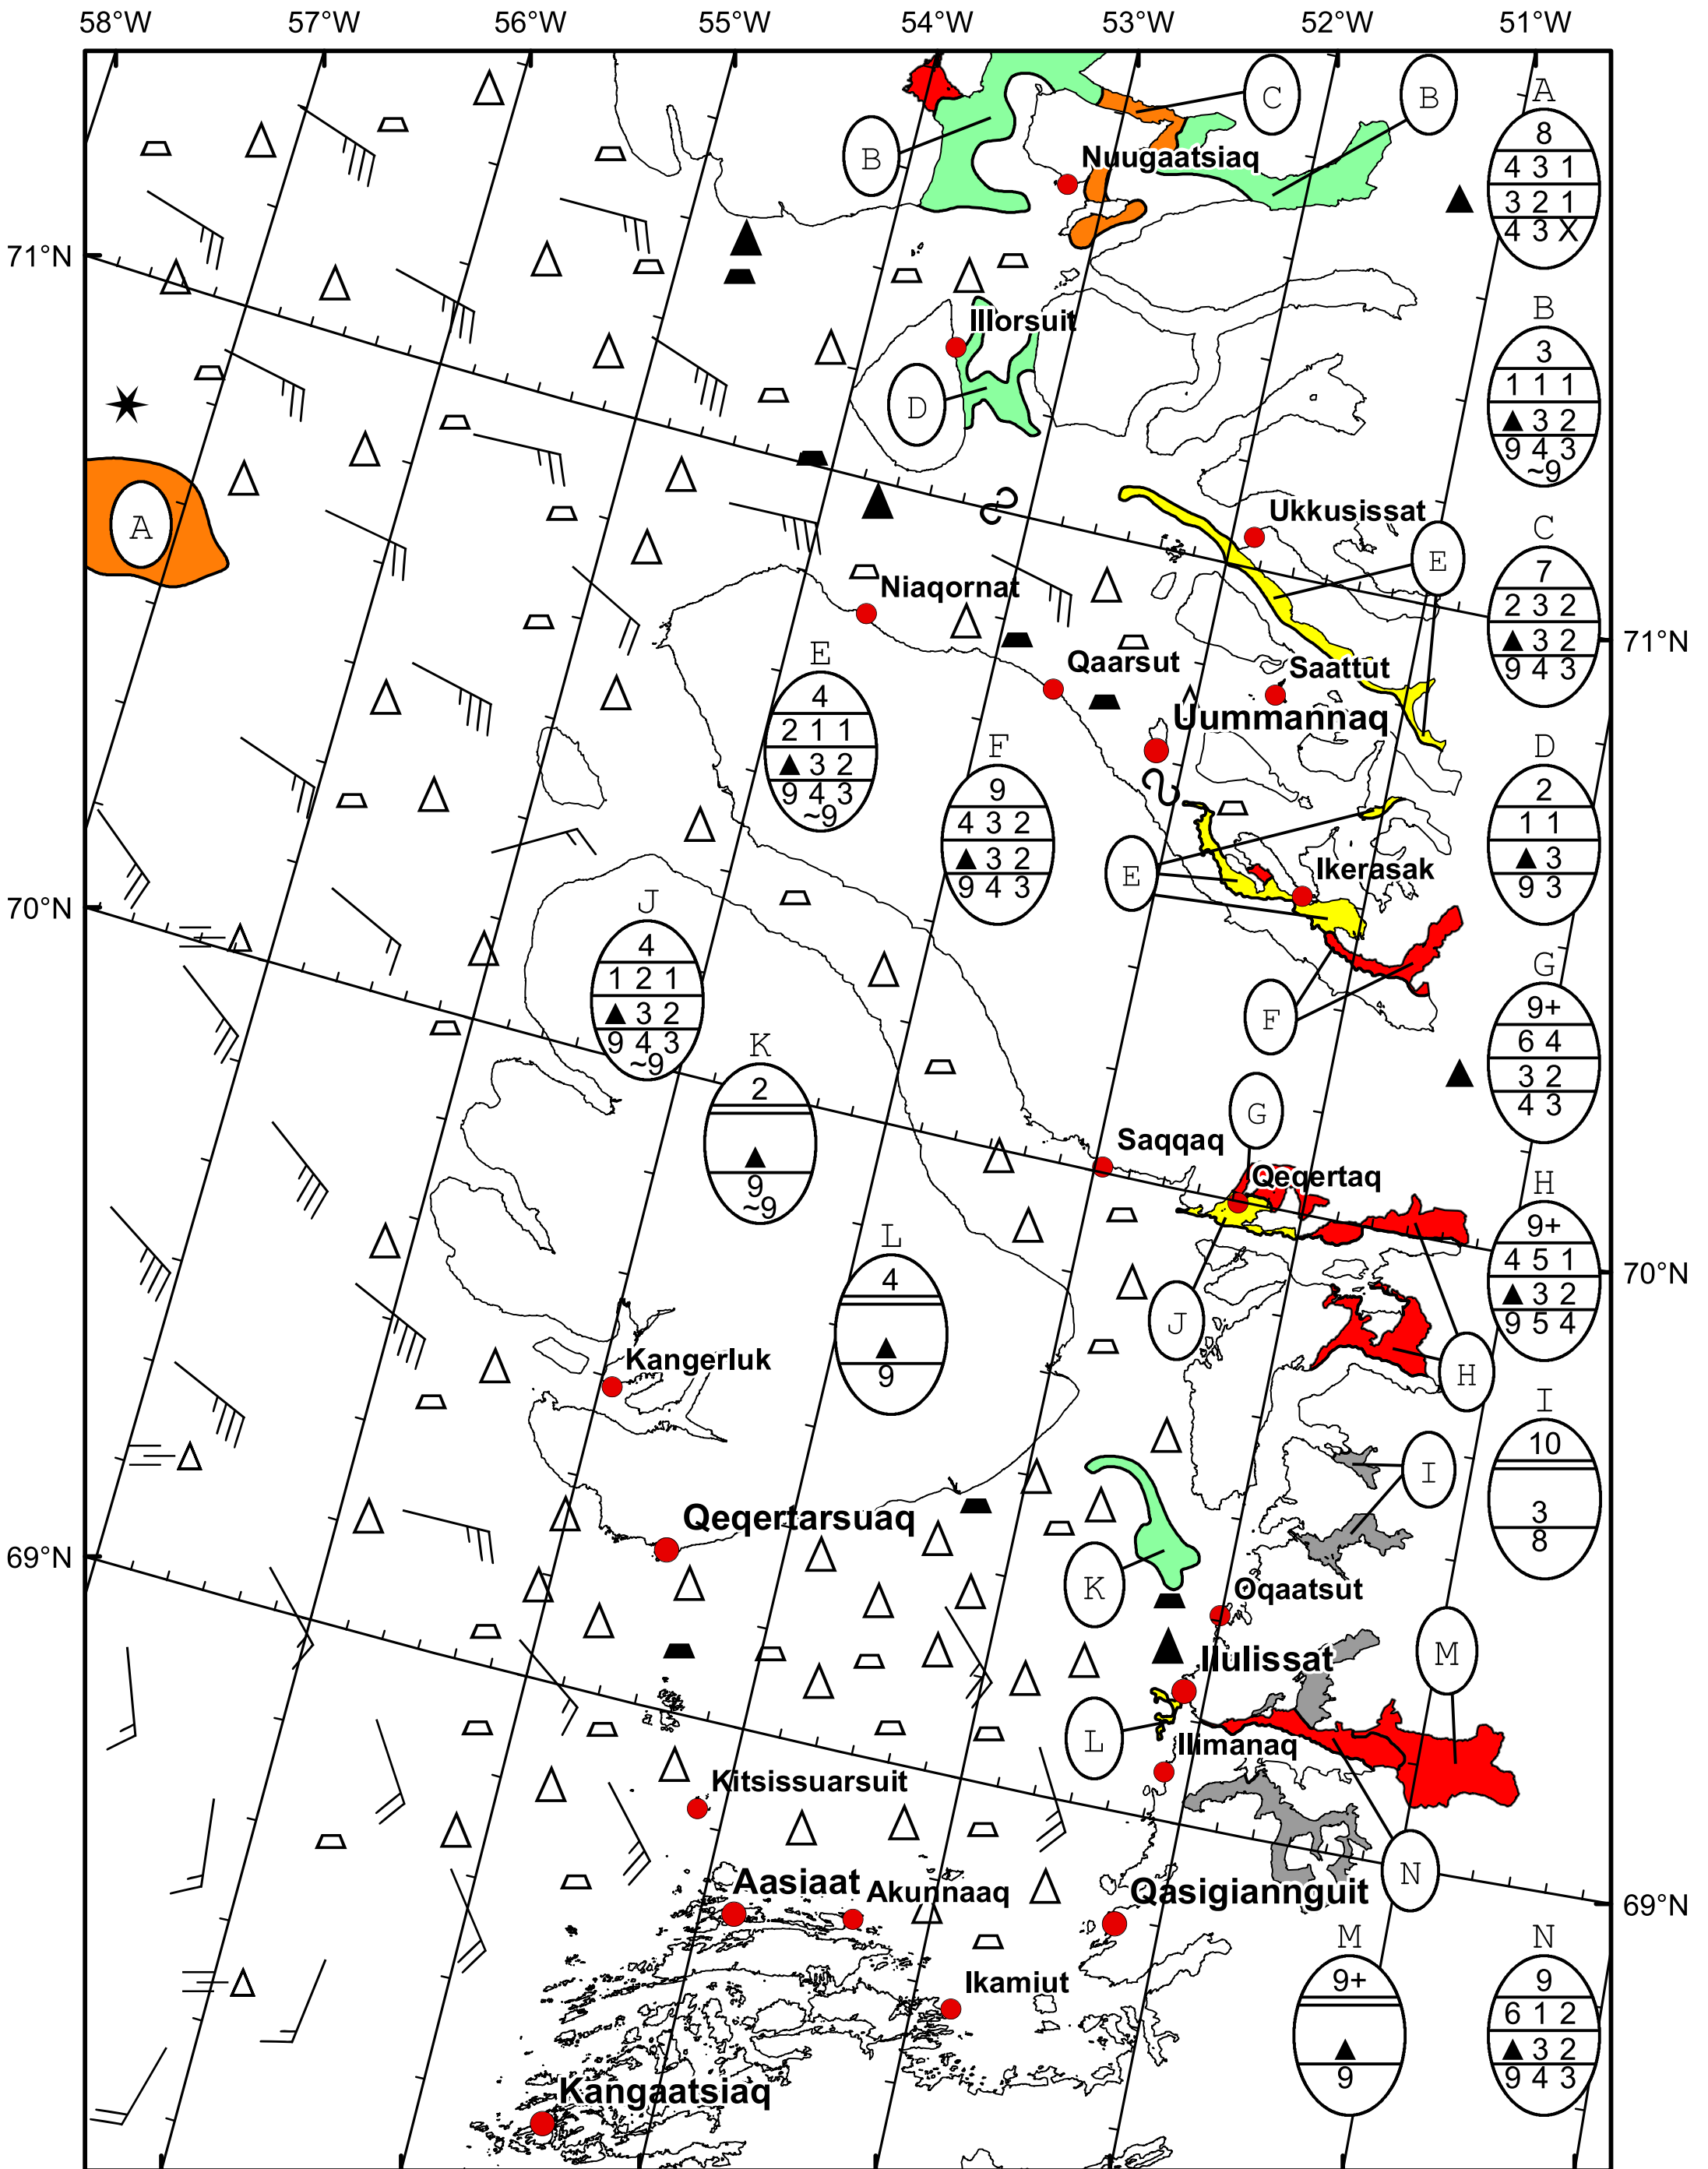 58°W 57°W 56°W 55°W 54°W 53°W 52°W 51°W
C B
B
Nuugaatsiaq
A
8
4 3 1
3 2 1
4 3 X
71°N
Illorsuit
D
B
3
1 1 1
▲ 3 2
9 4 3
~9
A
Ukkusissat
E
Niaqornat
C
7
2 3 2
▲ 3 2
9 4 3
71°N
Qaarsut
Saattut
Uummannaq
E
4
2 1 1
▲ 3 2
9 4 3
~9
F
9
4 3 2
▲ 3 2
9 4 3
D
2
1 1
▲ 3
9 3
E
Ikerasak
70°N
J
4
1 2 1
▲ 3 2
9 4 3
~9
F
G
9+
6 4
3 2
4 3
K
2
▲
9
~9
G
Saqqaq
Qeqertaq
H
9+
4 5 1
▲ 3 2
9 5 4
70°N
L
4
▲
9
J
H
Kangerluk
I
10
3
8
I
Qeqertarsuaq
69°N
K
Oqaatsut
M
Ilulissat
L
Ilimanaq
Kitsissuarsuit
N
Aasiaat
Akunnaaq
Qasigiannguit
69°N
Ikamiut
M
9+
▲
9
N
9
6 1 2
▲ 3 2
9 4 3
Kangaatsiaq